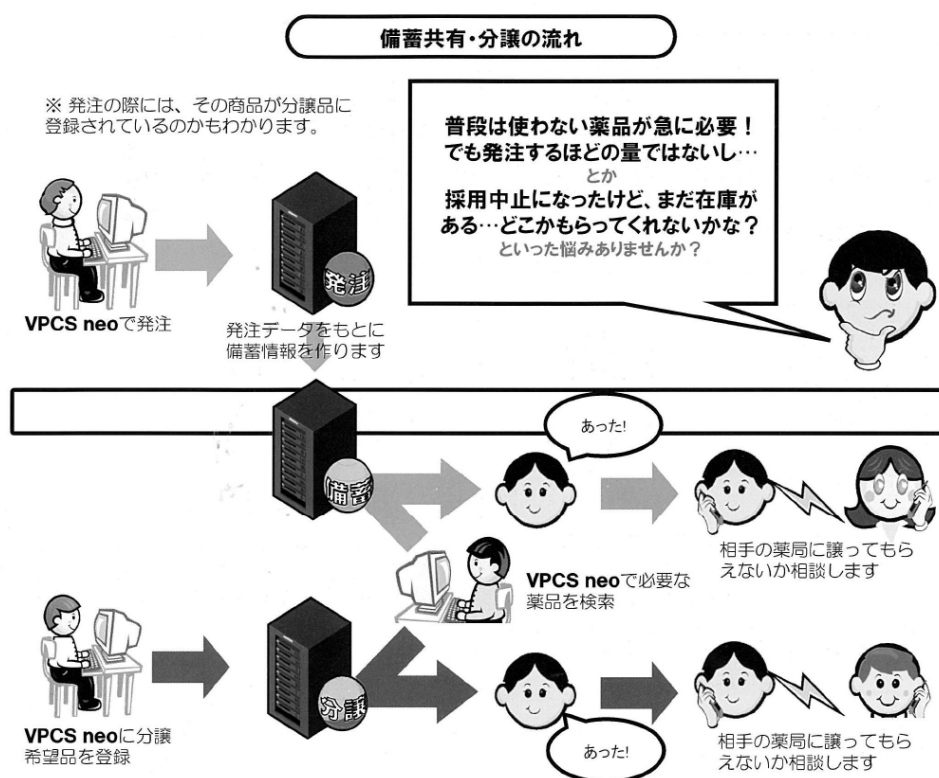 備蓄共有・分譲の流れ
※ 発注の際には、その商品が分譲品に
登録されているのかもわかります。
普段は使わない薬品が急に必要！
でも発注するほどの量ではないし…
とか
採用中止になったけど、まだ在庫が
ある…どこかもらってくれないかな？
といった悩みありませんか？
発注
VPCS neoで発注
発注データをもとに
備蓄情報を作ります
あった!
備蓄
相手の薬局に譲ってもら
えないか相談します
VPCS neoで必要な
薬品を検索
分譲
VPCS neoに分譲
希望品を登録
あった!
相手の薬局に譲ってもら
えないか相談します